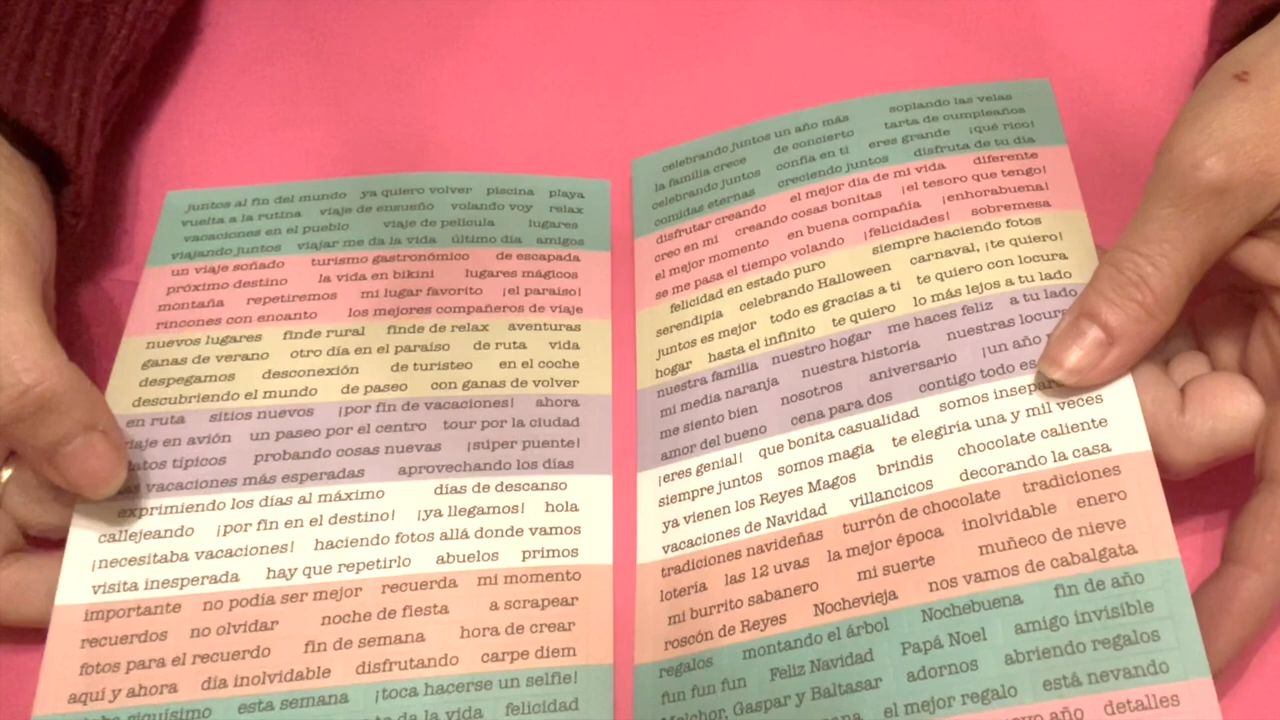 juntos al fin del mundo ya quiero volver piscina playa
vuelta a la rutina viaje de ensueño volando voy relax
vacaciones en el pueblo viaje de película lugares
viajando juntos viajar me da la vida último día amigos
un viaje soñado turismo gastronómico de escapada
próximo destino la vida en bikini lugares mágicos
montaña repetiremos mi lugar favorito ¡el paraíso!
rincones con encanto los mejores compañeros de viaje
nuevos lugares finde rural finde de relax aventuras
ganas de verano otro día en el paraíso de ruta vida
despegamos desconexión de turisteo en el coche
descubriendo el mundo de paseo con ganas de volver
en ruta sitios nuevos ¡por fin de vacaciones! ahora
viaje en avión un paseo por el centro tour por la ciudad
platos típicos probando cosas nuevas ¡súper puente!
vacaciones más esperadas aprovechando los días
exprimiendo los días al máximo días de descanso
callejeando ¡por fin en el destino! ¡ya llegamos! hola
¡necesitaba vacaciones! haciendo fotos allá donde vamos
visita inesperada hay que repetirlo abuelos primos
importante no podía ser mejor recuerda mi momento
recuerdos no olvidar noche de fiesta a scrapear
fotos para el recuerdo fin de semana hora de crear
aquí y ahora día inolvidable disfrutando carpe diem
riquísimo esta semana ¡toca hacerse un selfie!
da la vida felicidad
soplando las velas
celebrando juntos un año más tarta de cumpleaños
la familia crece de concierto eres grande ¡qué rico!
celebrando juntos confía en ti disfruta de tu día
comidas eternas creciendo juntos diferente
disfrutar creando el mejor día de mi vida ¡el tesoro que tengo!
creo en mí creando cosas bonitas ¡enhorabuena!
el mejor momento en buena compañía sobremesa
se me pasa el tiempo volando ¡felicidades! siempre haciendo fotos
felicidad en estado puro carnaval, ¡te quiero!
serendipia celebrando Halloween te quiero con locura
juntos es mejor todo es gracias a ti lo más lejos a tu lado
hogar hasta el infinito te quiero a tu lado
nuestra familia nuestro hogar me haces feliz nuestras locuras
mi media naranja nuestra historia ¡un año
me siento bien nosotros aniversario contigo todo es
amor del bueno cena para dos somos
¡eres genial! que bonita casualidad te elegiría una y mil veces
siempre juntos somos magia chocolate caliente
ya vienen los Reyes Magos brindis decorando la casa
vacaciones de Navidad villancicos tradiciones
tradiciones navideñas turrón de chocolate enero
lotería las 12 uvas la mejor época inolvidable muñeco de nieve
mi burrito sabanero mi suerte nos vamos de cabalgata
roscón de Reyes Nochevieja Nochebuena fin de año
regalos montando el árbol Papá Noel amigo invisible
fun fun fun Feliz Navidad adornos abriendo regalos
Melchor, Gaspar y Baltasar el mejor regalo está nevando
año detalles